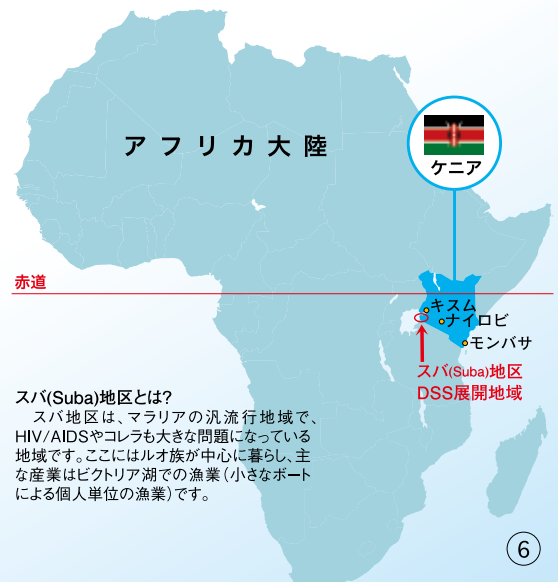 アフリカ大陸
ケニア
赤道
キスム
ナイロビ
モンバサ
スバ(Suba)地区
DSS展開地域
スバ(Suba)地区とは?
スバ地区は、マラリアの汎流行地域で、
HIV/AIDSやコレラも大きな問題になっている
地域です。ここにはルオ族が中心に暮らし、主
な産業はビクトリア湖での漁業（小さなボート
による個人単位の漁業）です。
⑥